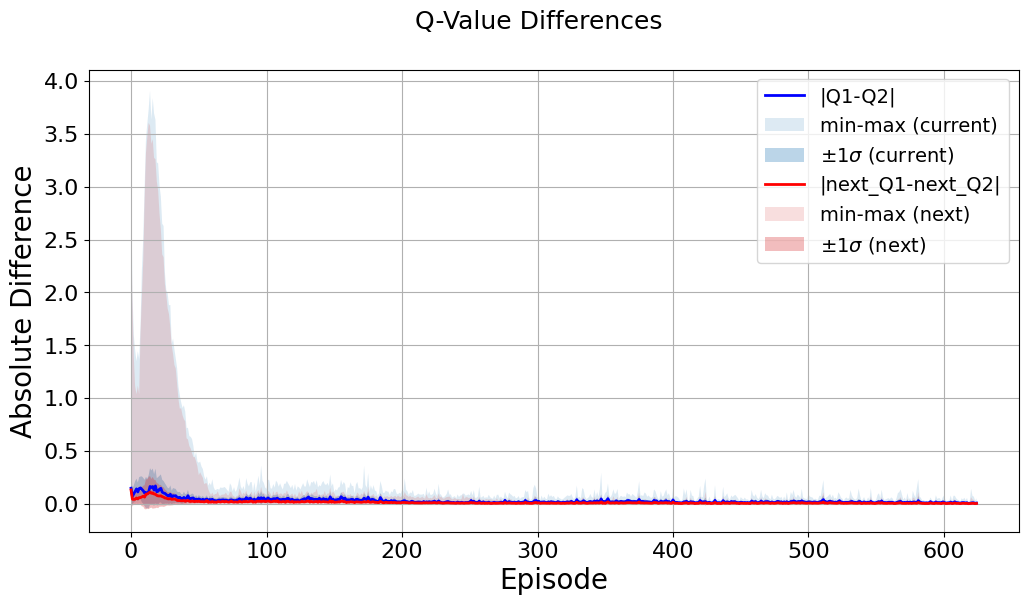 Q-Value Differences
Absolute Difference
4.0
3.5
3.0
2.5
2.0
1.5
1.0
0.5
0.0
|Q1-Q2|
min-max (current)
±1σ (current)
|next_Q1-next_Q2|
min-max (next)
±1σ (next)
0 100 200 300 400 500 600
Episode